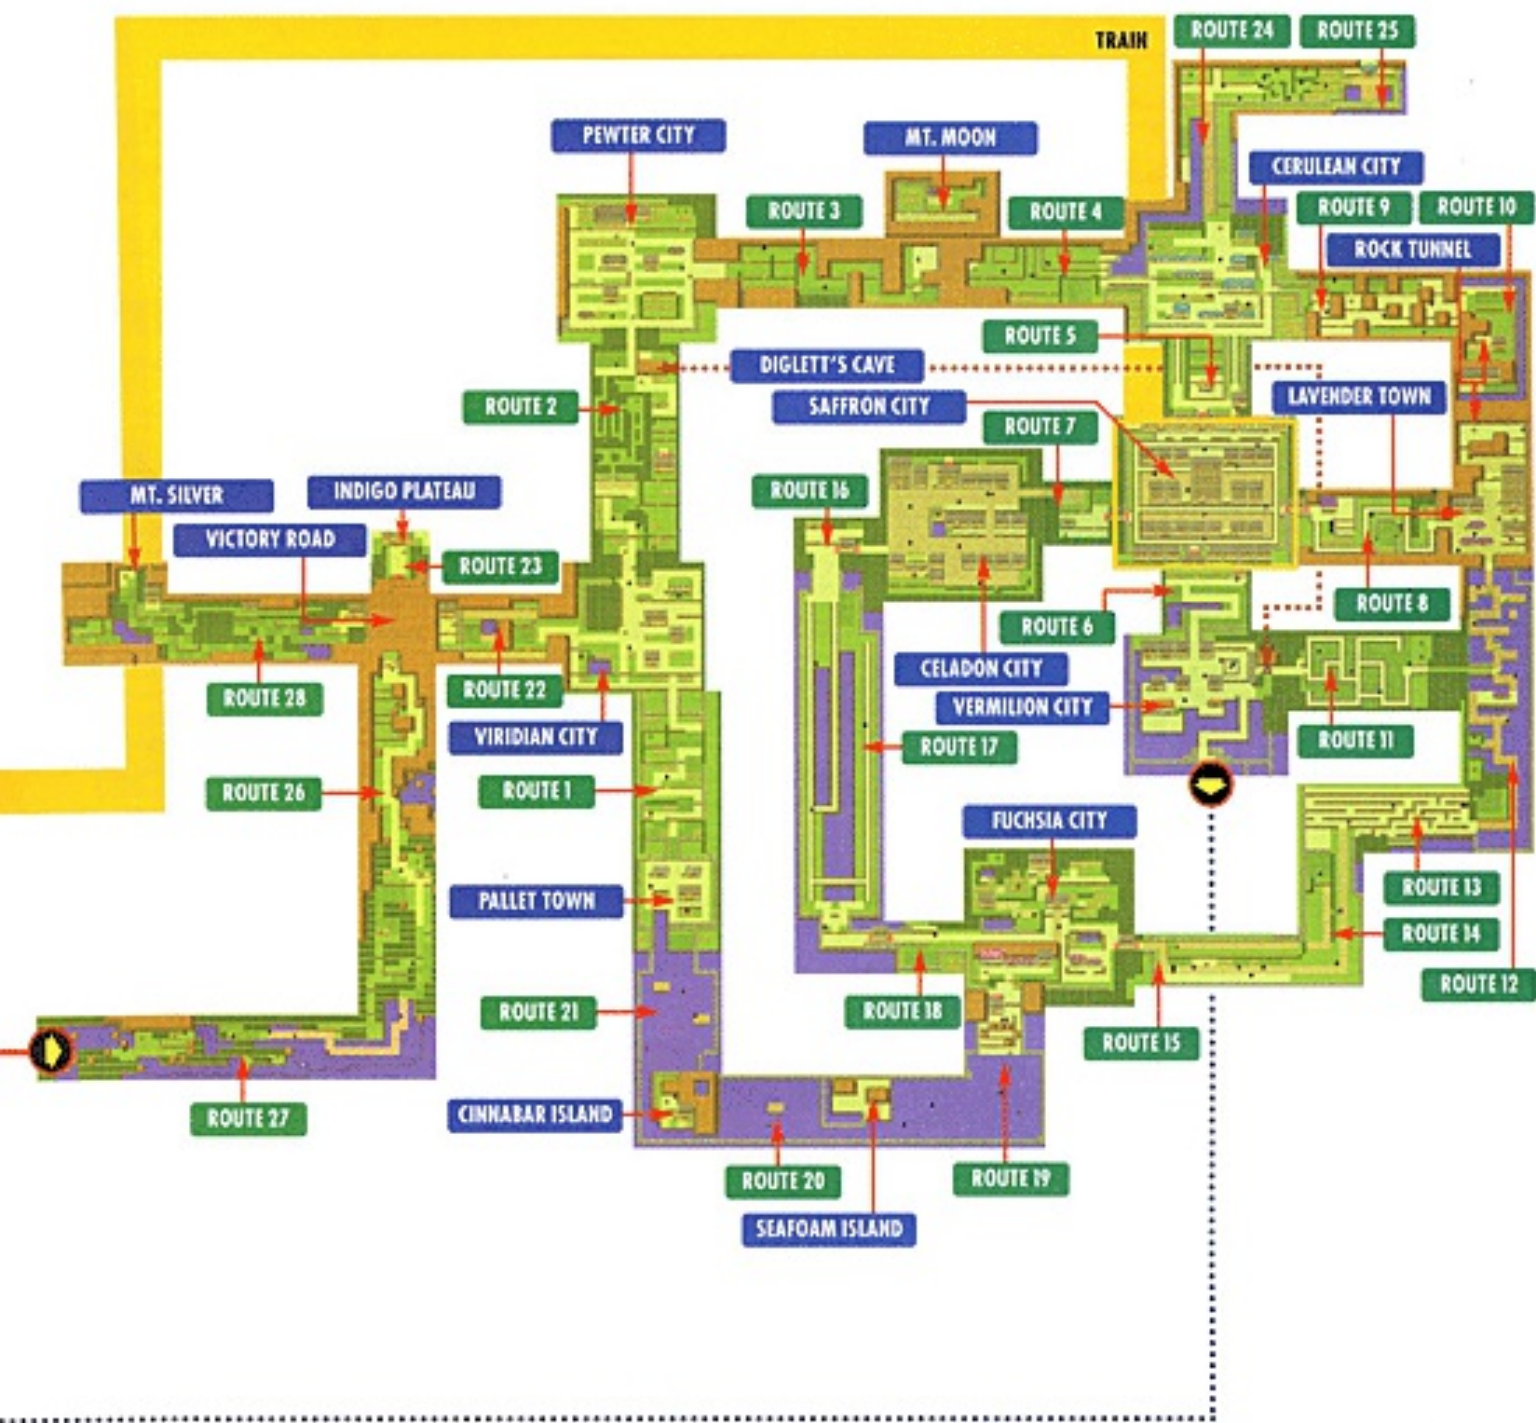 TRAIN
ROUTE 24
ROUTE 25
PEWTER CITY
MT. MOON
CERULEAN CITY
ROUTE 3
ROUTE 4
ROUTE 9
ROUTE 10
ROCK TUNNEL
ROUTE 5
DIGLETT'S CAVE
ROUTE 2
SAFFRON CITY
LAVENDER TOWN
ROUTE 7
MT. SILVER
INDIGO PLATEAU
ROUTE 16
VICTORY ROAD
ROUTE 23
ROUTE 8
ROUTE 6
CELADON CITY
ROUTE 28
ROUTE 22
VERMILION CITY
VIRIDIAN CITY
ROUTE 17
ROUTE 11
ROUTE 26
ROUTE 1
FUCHSIA CITY
ROUTE 13
PALLET TOWN
ROUTE 14
ROUTE 12
ROUTE 21
ROUTE 18
ROUTE 15
ROUTE 27
CINNABAR ISLAND
ROUTE 20
ROUTE 19
SEAFOAM ISLAND